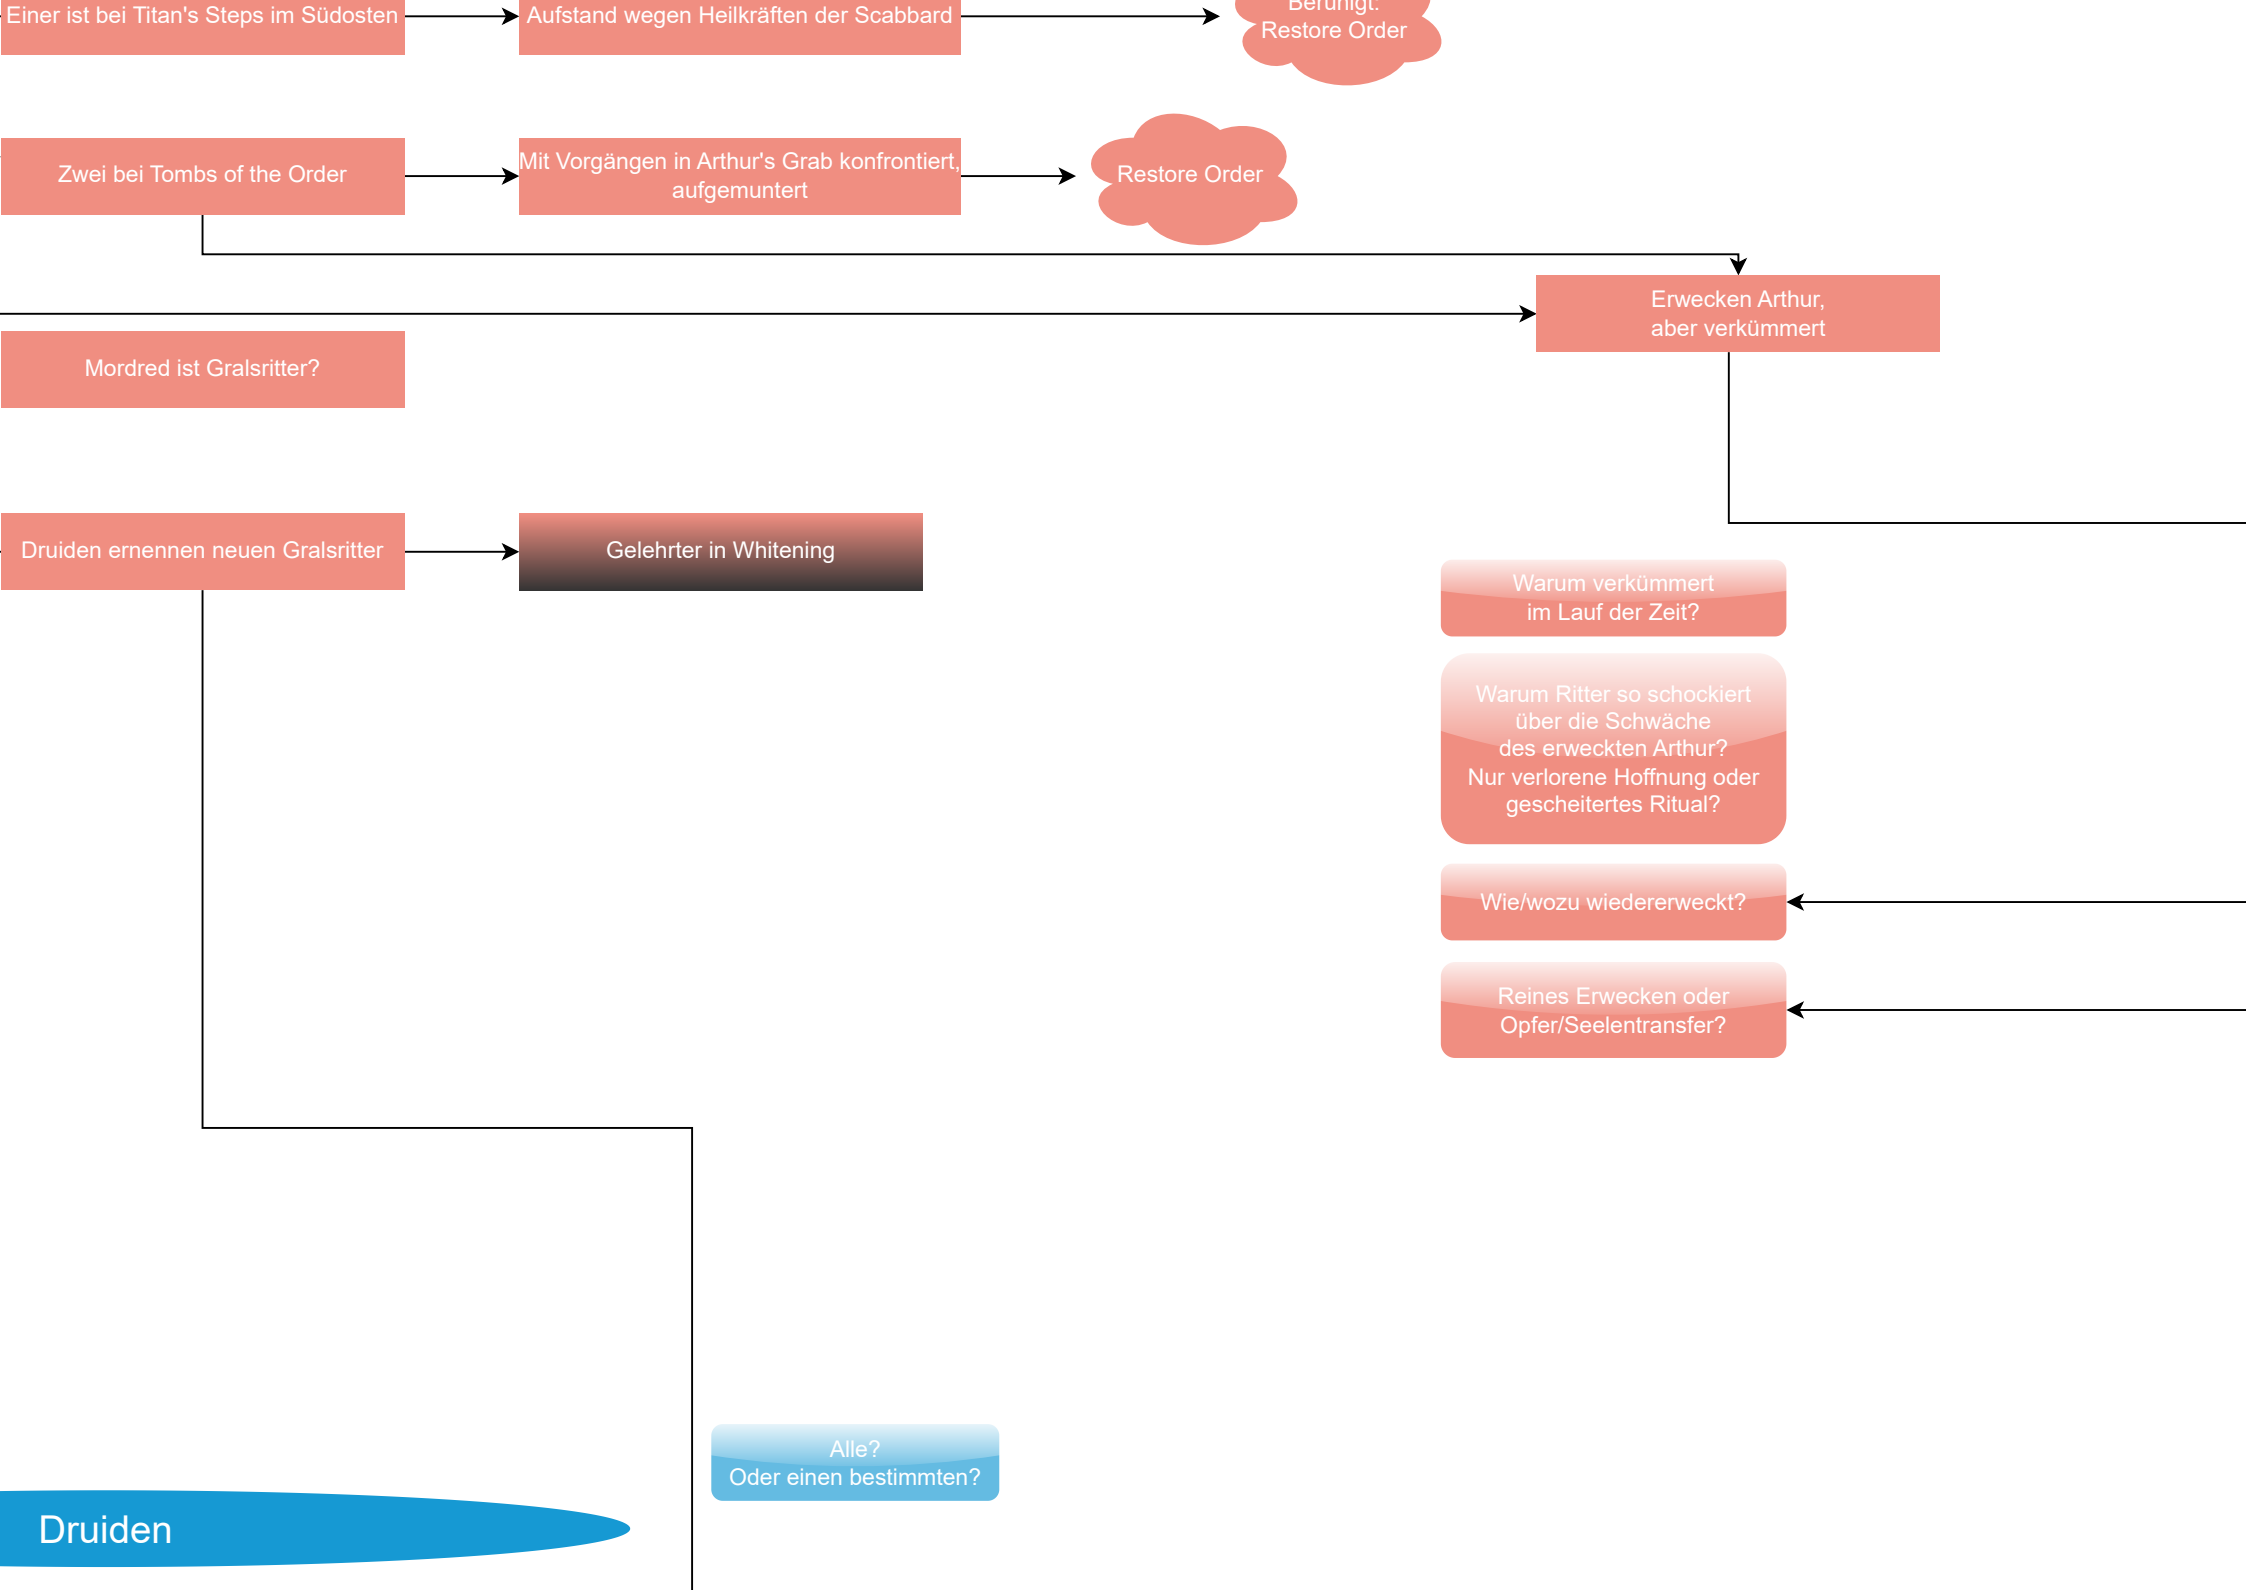 Einer ist bei Titan's Steps im Südosten
Aufstand wegen Heilkräften der Scabbard
Beruhigt:
Restore Order
Zwei bei Tombs of the Order
Mit Vorgängen in Arthur's Grab konfrontiert,
aufgemuntert
Restore Order
Erwecken Arthur,
aber verkümmert
Mordred ist Gralsritter?
Druiden ernennen neuen Gralsritter
Gelehrter in Whitening
Warum verkümmert
im Lauf der Zeit?
Warum Ritter so schockiert
über die Schwäche
des erweckten Arthur?
Nur verlorene Hoffnung oder
gescheitertes Ritual?
Wie/wozu wiedererweckt?
Reines Erwecken oder
Opfer/Seelentransfer?
Alle?
Oder einen bestimmten?
Druiden